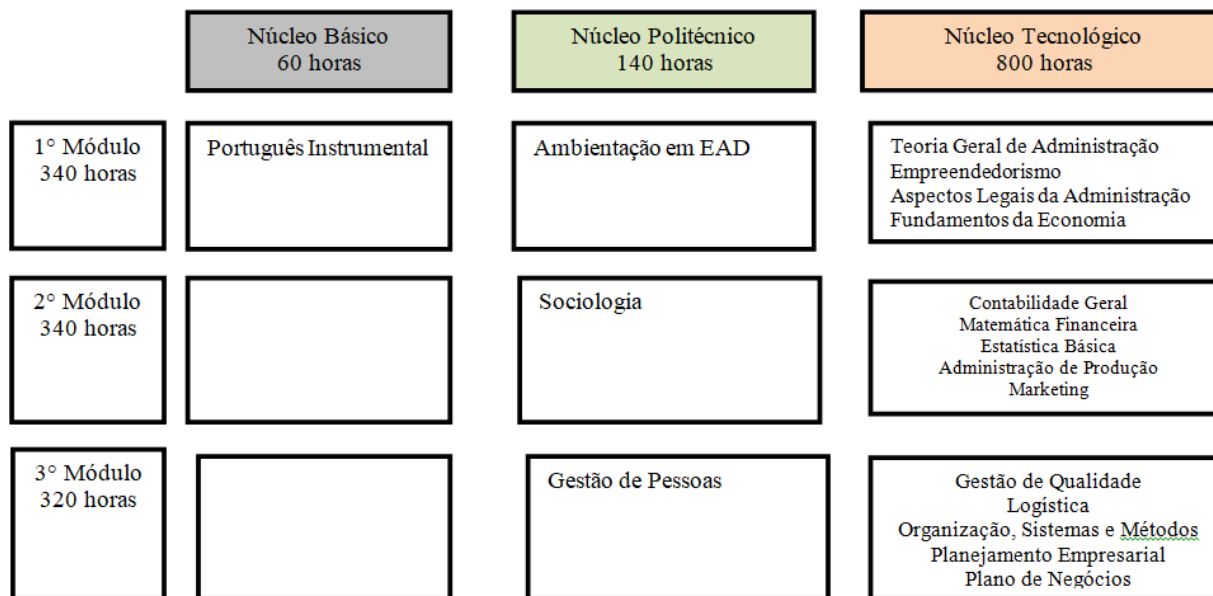 Núcleo Básico
60 horas
Núcleo Politécnico
140 horas
Núcleo Tecnológico
800 horas
1° Módulo
340 horas
Português Instrumental
Ambientação em EAD
Teoria Geral de Administração
Empreendedorismo
Aspectos Legais da Administração
Fundamentos da Economia
2° Módulo
340 horas
Sociologia
Contabilidade Geral
Matemática Financeira
Estatística Básica
Administração de Produção
Marketing
3° Módulo
320 horas
Gestão de Pessoas
Gestão de Qualidade
Logística
Organização, Sistemas e Métodos
Planejamento Empresarial
Plano de Negócios